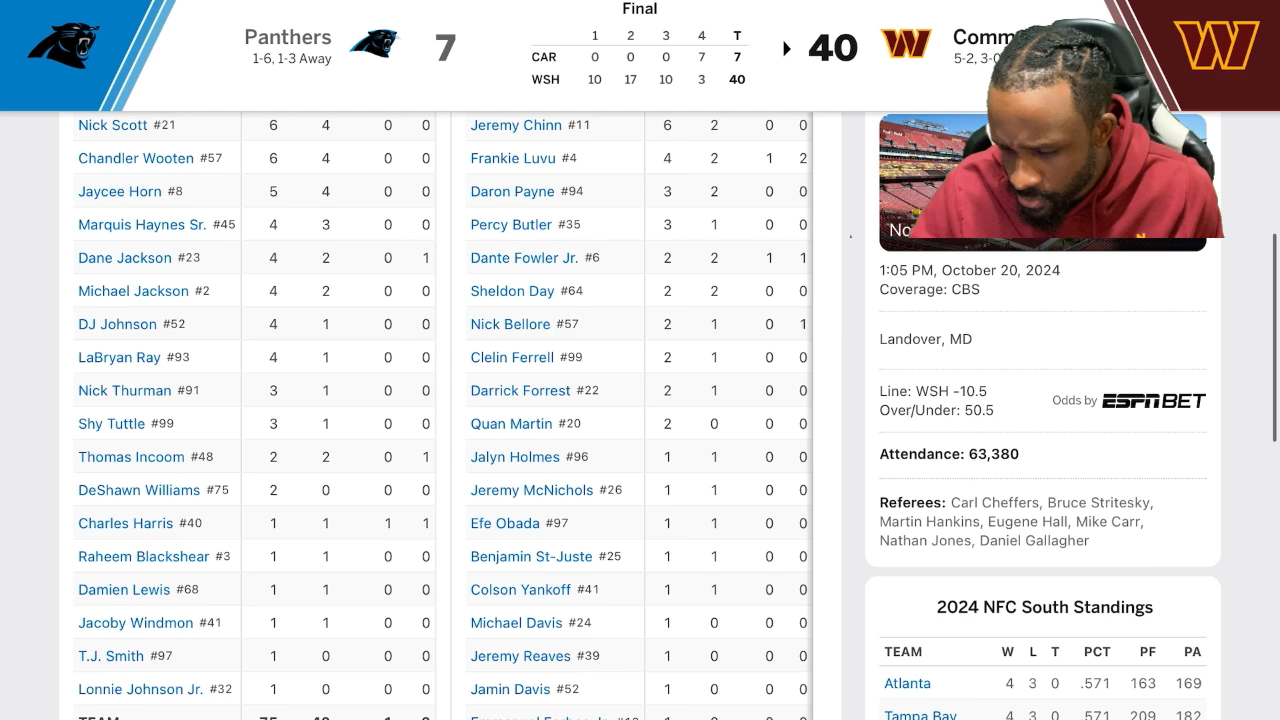 Final
Panthers
1-6, 1-3 Away
7
1 2 3 4 T
CAR 0 0 0 7 7
WSH 10 17 10 3 40
40
W
Comm
5-2, 3-0
W
Nick Scott #21 6 4 0 0
Chandler Wooten #57 6 4 0 0
Jaycee Horn #8 5 4 0 0
Marquis Haynes Sr. #45 4 3 0 0
Dane Jackson #23 4 2 0 1
Michael Jackson #2 4 2 0 0
DJ Johnson #52 4 1 0 0
LaBryan Ray #93 4 1 0 0
Nick Thurman #91 3 1 0 0
Shy Tuttle #99 3 1 0 0
Thomas Incoom #48 2 2 0 1
DeShawn Williams #75 2 0 0 0
Charles Harris #40 1 1 1 1
Raheem Blackshear #3 1 1 0 0
Damien Lewis #68 1 1 0 0
Jacoby Windmon #41 1 1 0 0
T.J. Smith #97 1 0 0 0
Lonnie Johnson Jr. #32 1 0 0 0
TEAM
Jeremy Chinn #11 6 2 0 0
Frankie Luvu #4 4 2 1 2
Daron Payne #94 3 2 0 0
Percy Butler #35 3 1 0 0
Dante Fowler Jr. #6 2 2 1 1
Sheldon Day #64 2 2 0 0
Nick Bellore #57 2 1 0 1
Clelin Ferrell #99 2 1 0 0
Darrick Forrest #22 2 1 0 0
Quan Martin #20 2 0 0 0
Jalyn Holmes #96 1 1 0 0
Jeremy McNichols #26 1 1 0 0
Efe Obada #97 1 1 0 0
Benjamin St-Juste #25 1 1 0 0
Colson Yankoff #41 1 1 0 0
Michael Davis #24 1 0 0 0
Jeremy Reaves #39 1 0 0 0
Jamin Davis #52 1 0 0 0
No
1:05 PM, October 20, 2024
Coverage: CBS
Landover, MD
Line: WSH -10.5
Over/Under: 50.5
Odds by ESPN BET
Attendance: 63,380
Referees: Carl Cheffers, Bruce Stritesky,
Martin Hankins, Eugene Hall, Mike Carr,
Nathan Jones, Daniel Gallagher
2024 NFC South Standings
TEAM W L T PCT PF PA
Atlanta 4 3 0 .571 163 169
Tampa Bay 4 3 0 .571 209 182